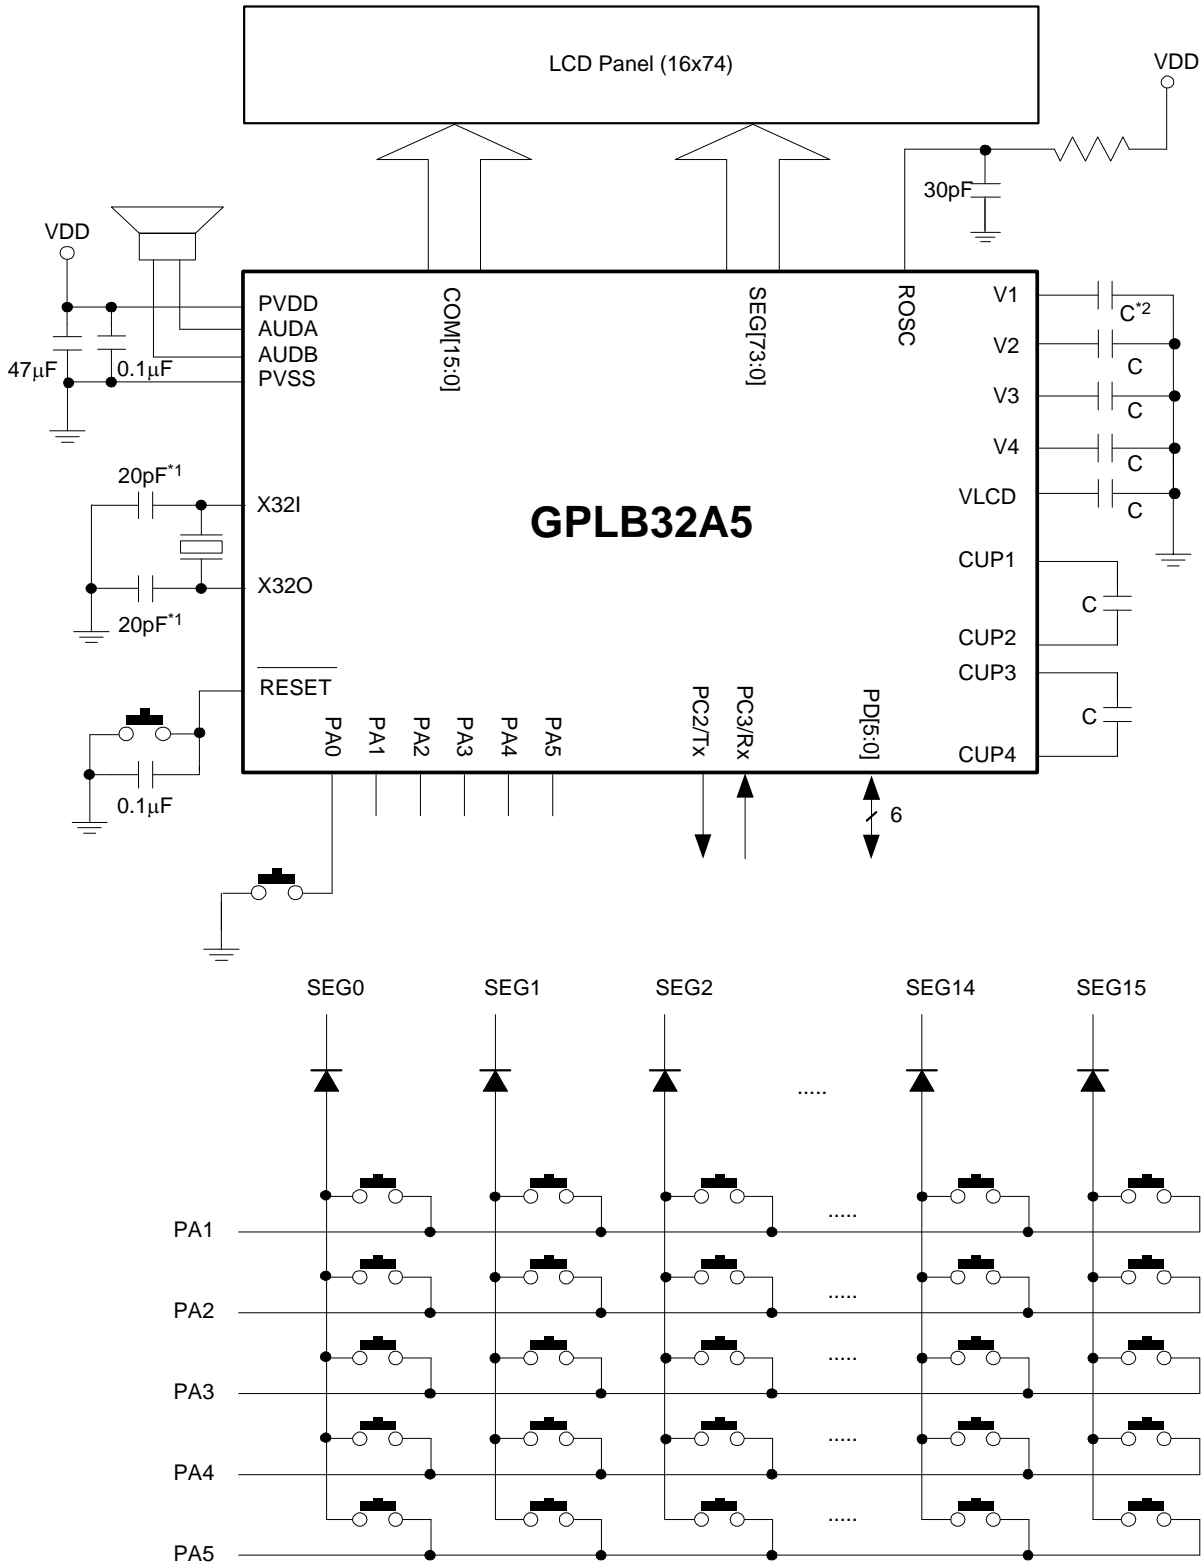 LCD Panel (16x74)
VDD
30pF
VDD
PVDD
AUDA
AUDB
PVSS
47μF
0.1μF
COM[15:0]
SEG[73:0]
ROSC
V1
C*2
V2
C
V3
C
V4
C
VLCD
C
20pF*1
X32I
X32O
20pF*1
GPLB32A5
CUP1
C
CUP2
CUP3
C
CUP4
RESET
0.1μF
PA0
PA1
PA2
PA3
PA4
PA5
PC2/Tx
PC3/Rx
PD[5:0]
6
SEG0 SEG1 SEG2 SEG14 SEG15
.....
.....
PA1
.....
PA2
.....
PA3
.....
PA4
.....
PA5